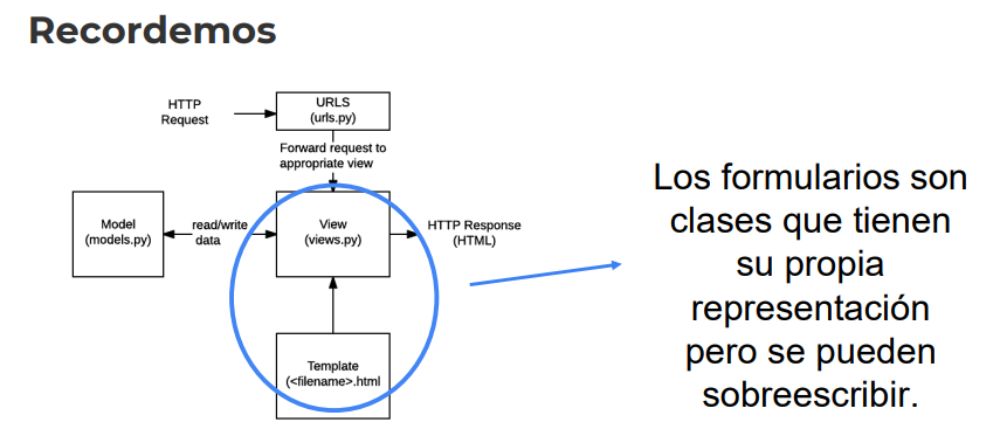 Recordemos
HTTP
Request
URLS
(urls.py)
Forward request to
appropriate view
Model
(models.py)
read/write
data
View
(views.py)
HTTP Response
(HTML)
Template
(<filename>.html
Los formularios son
clases que tienen
su propia
representación
pero se pueden
sobreescribir.